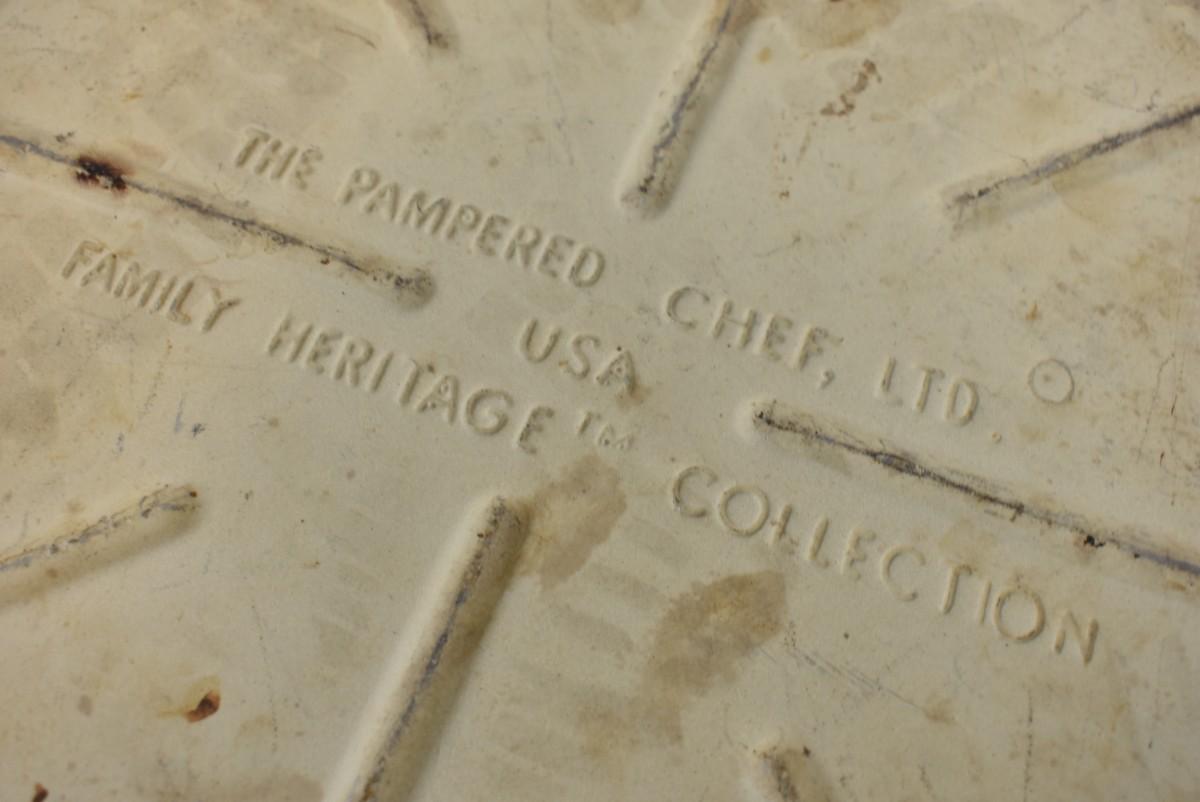 THE PAMPERED CHEF, LTD.
USA
FAMILY HERITAGE™ COLLECTION